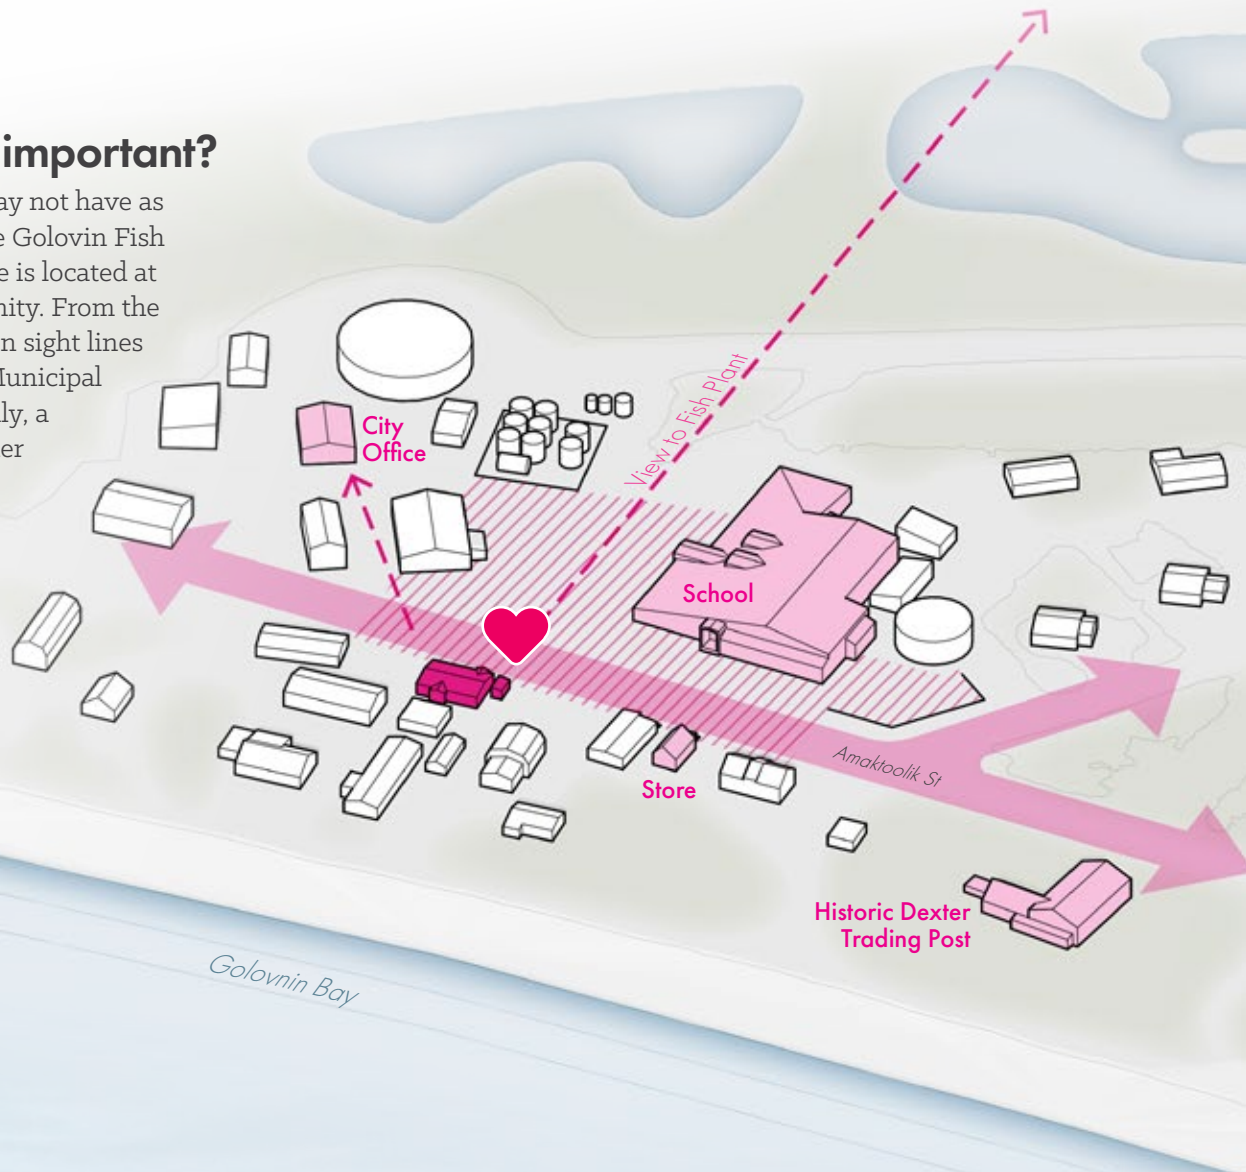 important?
ay not have as
e Golovin Fish
e is located at
nity. From the
n sight lines
Municipal
ly, a
er
City
Office
View to Fish Plant
School
Store
Amaktoolik St
Historic Dexter
Trading Post
Golovnin Bay